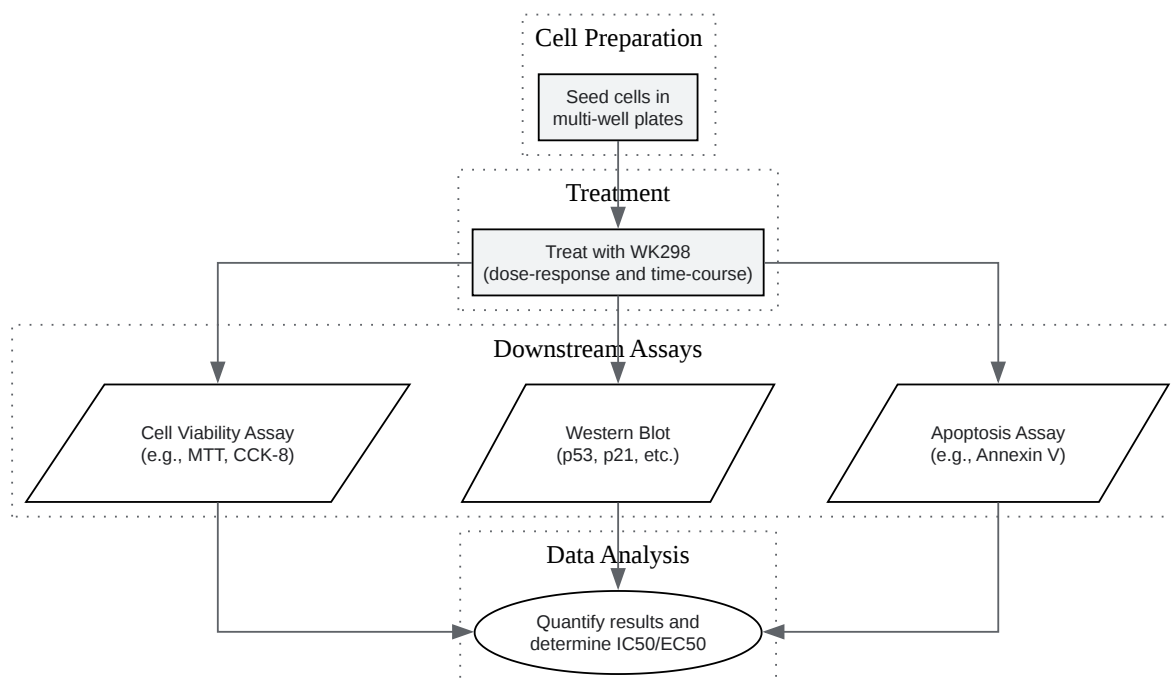 Cell Preparation
Seed cells in
multi-well plates
Treatment
Treat with WK298
(dose-response and time-course)
Downstream Assays
Cell Viability Assay
(e.g., MTT, CCK-8)
Western Blot
(p53, p21, etc.)
Apoptosis Assay
(e.g., Annexin V)
Data Analysis
Quantify results and
determine IC50/EC50